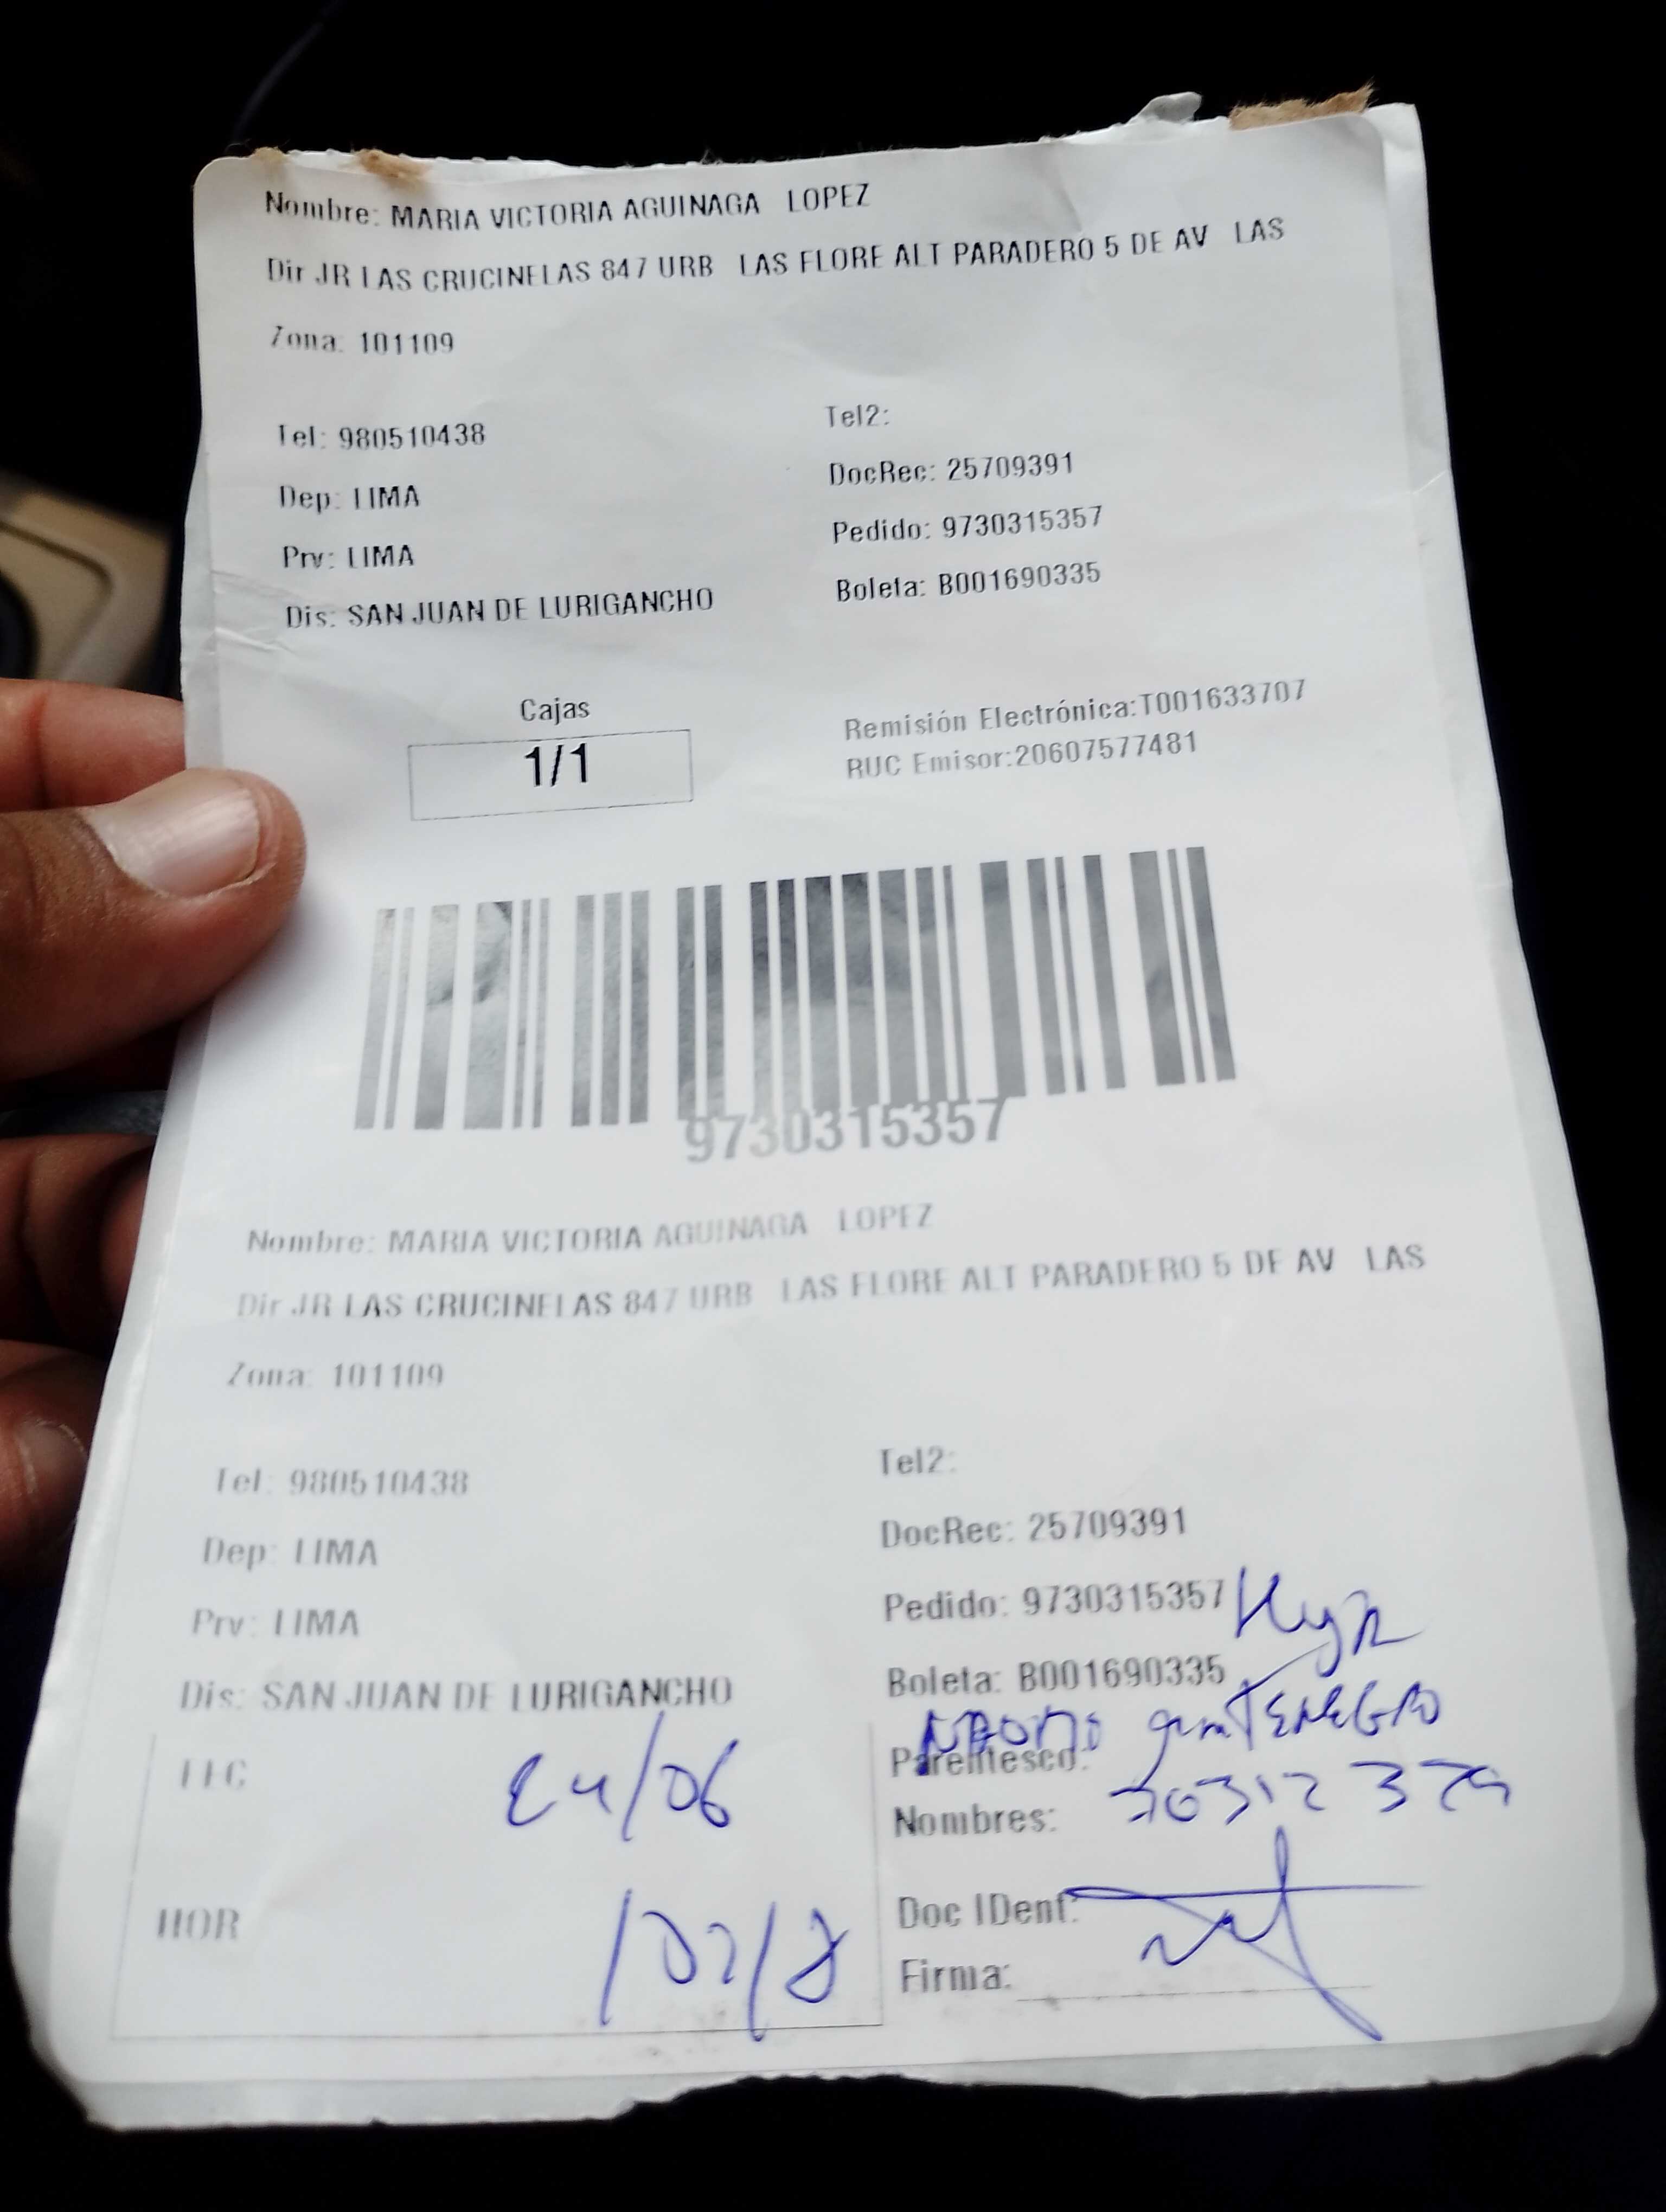 Nombre: MARIA VICTORIA AGUINAGA LOPEZ
Dir JR LAS CRUCINELAS 847 URB LAS FLORE ALT PARADERO 5 DE AV LAS
Zona: 101109
Tel: 980510438
Tel2:
Dep: LIMA
DocRec: 25709391
Prv: LIMA
Pedido: 9730315357
Dis: SAN JUAN DE LURIGANCHO
Boleta: B001690335
Cajas
1/1
Remisión Electrónica:T001633707
RUC Emisor:20607577481
9730315357
Nombre: MARIA VICTORIA AGUINAGA LOPEZ
Dir JR LAS CRUCINELAS 847 URB LAS FLORE ALT PARADERO 5 DE AV LAS
Zona: 101109
Tel: 980510438
Tel2:
Dep: LIMA
DocRec: 25709391
Prv: LIMA
Pedido: 9730315357
Dis: SAN JUAN DE LURIGANCHO
Boleta: B001690335
24/06
Parentesco:
Nombres:
HOR
Doc IDent:
Firma: